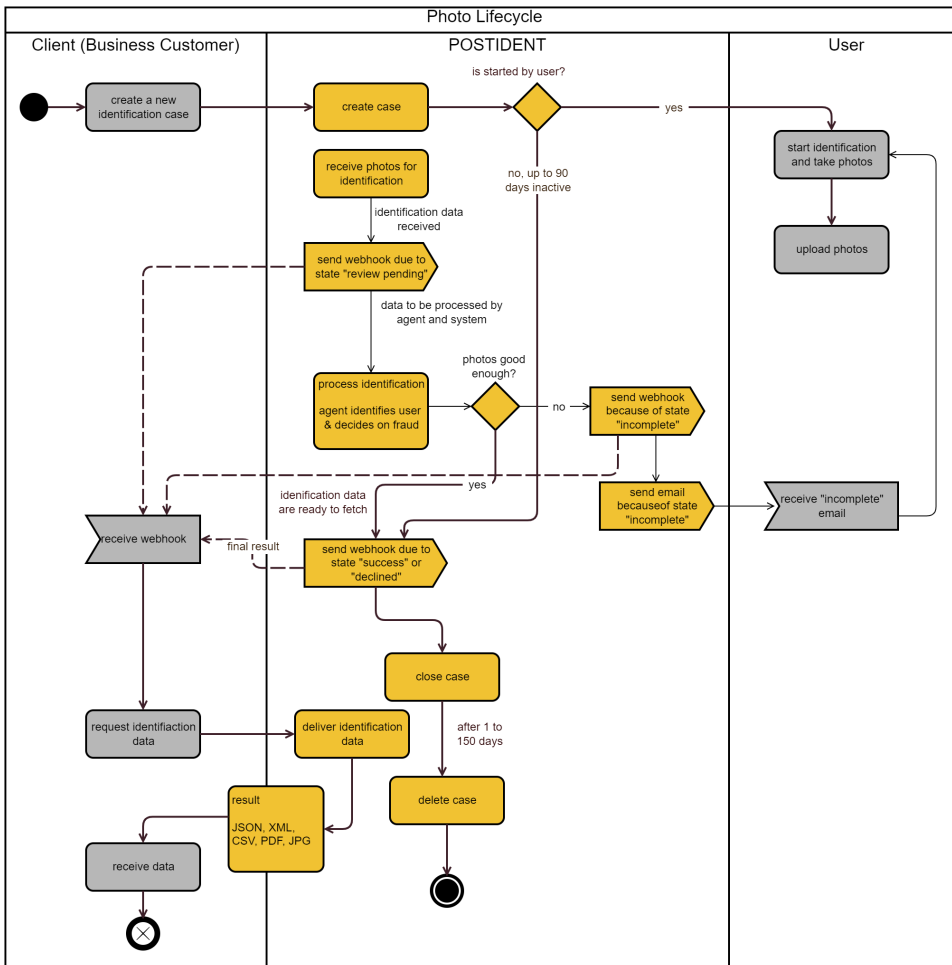 Photo Lifecycle
Client (Business Customer)
POSTIDENT
User
is started by user?
create a new
identification case
create case
yes
start identification
and take photos
receive photos for
identification
no, up to 90
days inactive
identification data
received
upload photos
send webhook due to
state "review pending"
data to be processed by
agent and system
photos good
enough?
process identification
agent identifies user
& decides on fraud
no
send webhook
because of state
"incomplete"
yes
idenification data
are ready to fetch
send email
becauseof state
"incomplete"
receive "incomplete"
email
receive webhook
final result
send webhook due to
state "success" or
"declined"
close case
request identifiaction
data
deliver identification
data
after 1 to
150 days
delete case
result
JSON, XML,
CSV, PDF, JPG
receive data